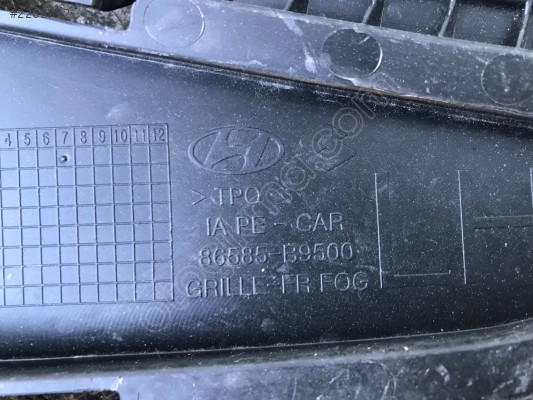 4 5 6 7 8 9 10 11 12
>TPO
IA PE - CAR
86585-B9500
GRILLE-FR FOG